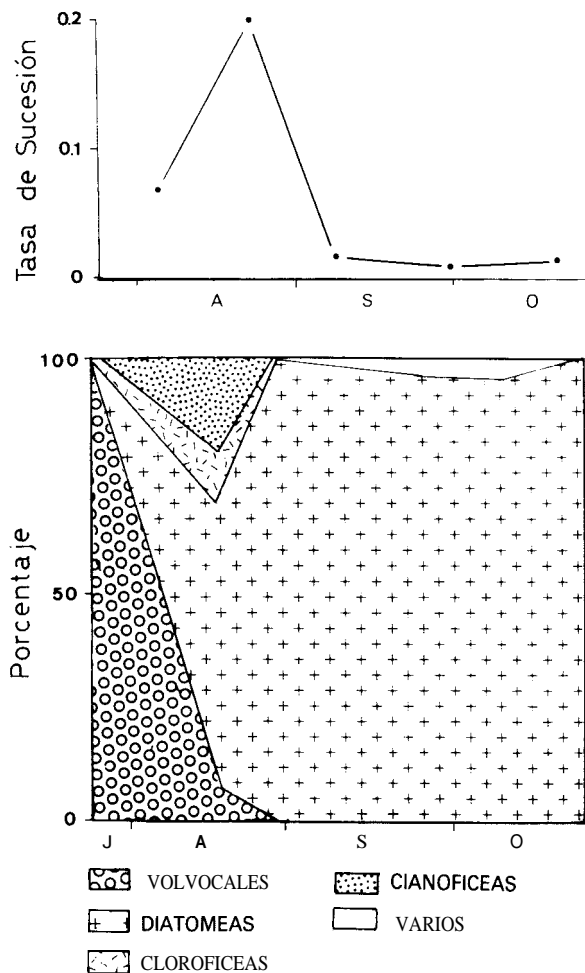 Tasa de Sucesión
0.2
0.1
0
A S O
Porcentaje
100
50
0
J A S O
VOLVOCALES
CIANOFICEAS
DIATOMEAS
VARIOS
CLOROFICEAS